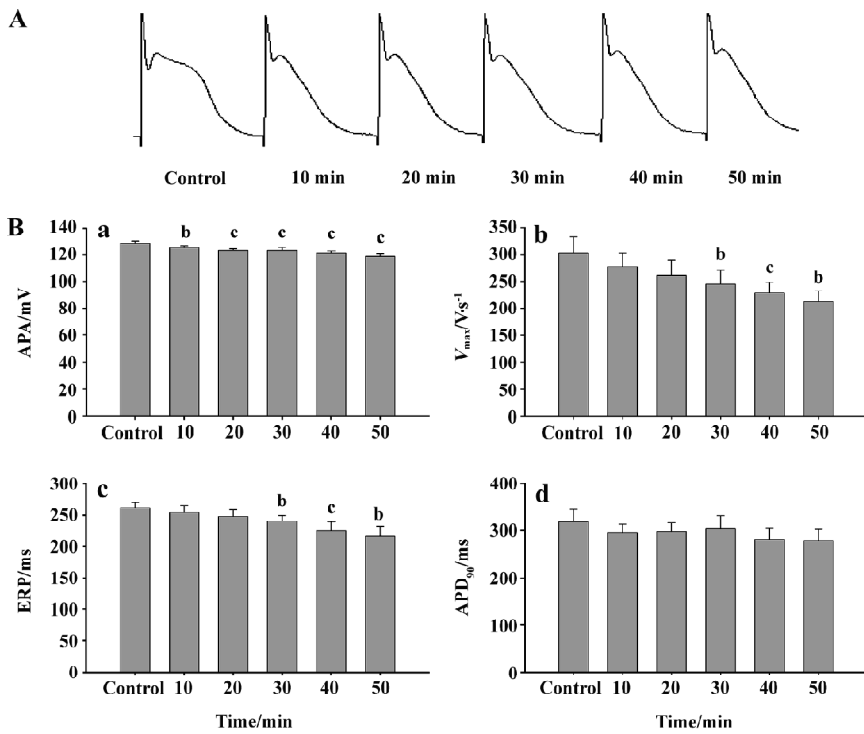 A
Control 10 min 20 min 30 min 40 min 50 min
B
a
APA/mV
140
120
100
80
60
40
20
0
b c c c c
Control 10 20 30 40 50
b
Vmax/V·s-1
350
300
250
200
150
100
50
0
b c b
Control 10 20 30 40 50
c
ERP/ms
300
250
200
150
100
50
0
b c b
Control 10 20 30 40 50
Time/min
d
APD90/ms
400
300
200
100
0
Control 10 20 30 40 50
Time/min